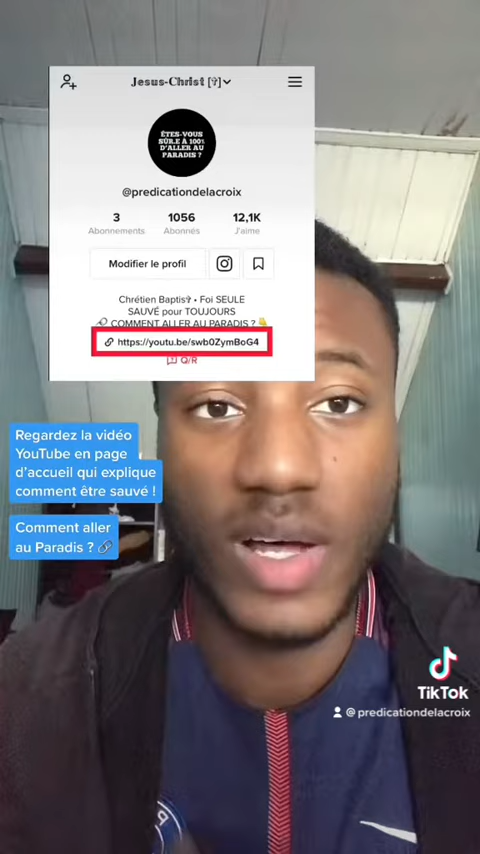 Jesus-Christ [✞]
ÊTES-VOUS
SÛR.E À 100%
D'ALLER AU
PARADIS ?
@predicationdelacroix
3 1056 12,1K
Abonnements Abonnés J'aime
Modifier le profil
Chrétien Baptis✞ • Foi SEULE
SAUVÉ pour TOUJOURS
🔗 COMMENT ALLER AU PARADIS ? 👇
https://youtu.be/swb0ZymBoG4
Q/R
Regardez la vidéo
YouTube en page
d'accueil qui explique
comment être sauvé !
Comment aller
au Paradis ? 🔗
TikTok
@predicationdelacroix